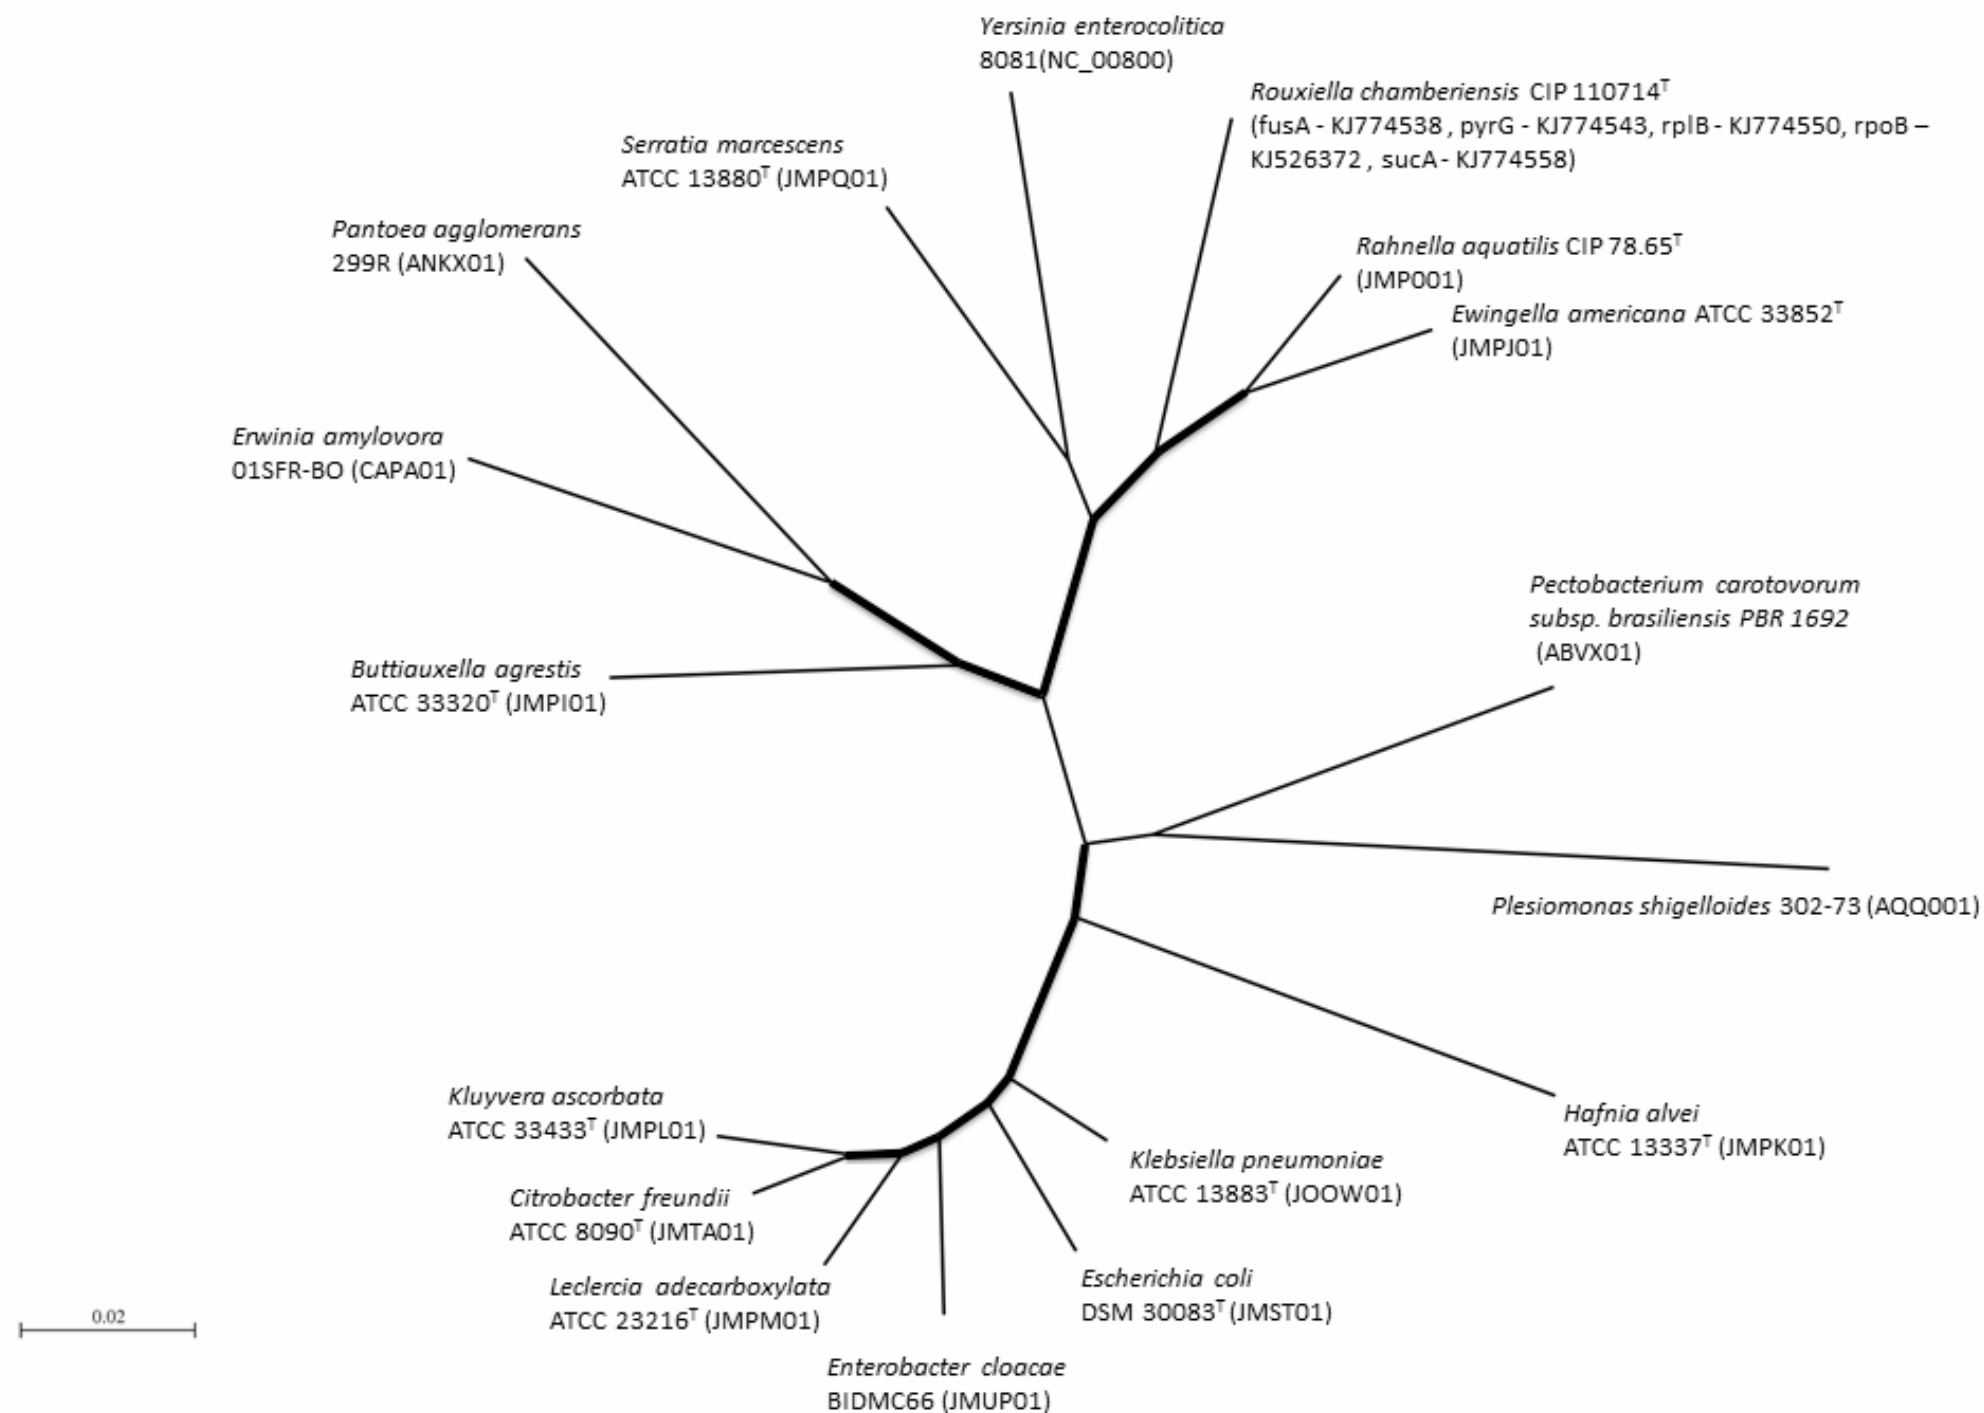 Yersinia enterocolitica
8081(NC_00800)
Rouxiella chamberiensis CIP 110714ᵀ
(fusA - KJ774538 , pyrG - KJ774543, rplB - KJ774550, rpoB –
KJ526372 , sucA - KJ774558)
Serratia marcescens
ATCC 13880ᵀ (JMPQ01)
Pantoea agglomerans
299R (ANKX01)
Rahnella aquatilis CIP 78.65ᵀ
(JMP001)
Ewingella americana ATCC 33852ᵀ
(JMPJ01)
Erwinia amylovora
01SFR-BO (CAPA01)
Pectobacterium carotovorum
subsp. brasiliensis PBR 1692
(ABVX01)
Buttiauxella agrestis
ATCC 33320ᵀ (JMPI01)
Plesiomonas shigelloides 302-73 (AQQ001)
Kluyvera ascorbata
ATCC 33433ᵀ (JMPL01)
Hafnia alvei
ATCC 13337ᵀ (JMPK01)
Klebsiella pneumoniae
ATCC 13883ᵀ (JOOW01)
Citrobacter freundii
ATCC 8090ᵀ (JMTA01)
Escherichia coli
DSM 30083ᵀ (JMST01)
Leclercia adecarboxylata
ATCC 23216ᵀ (JMPM01)
0.02
Enterobacter cloacae
BIDMC66 (JMUP01)